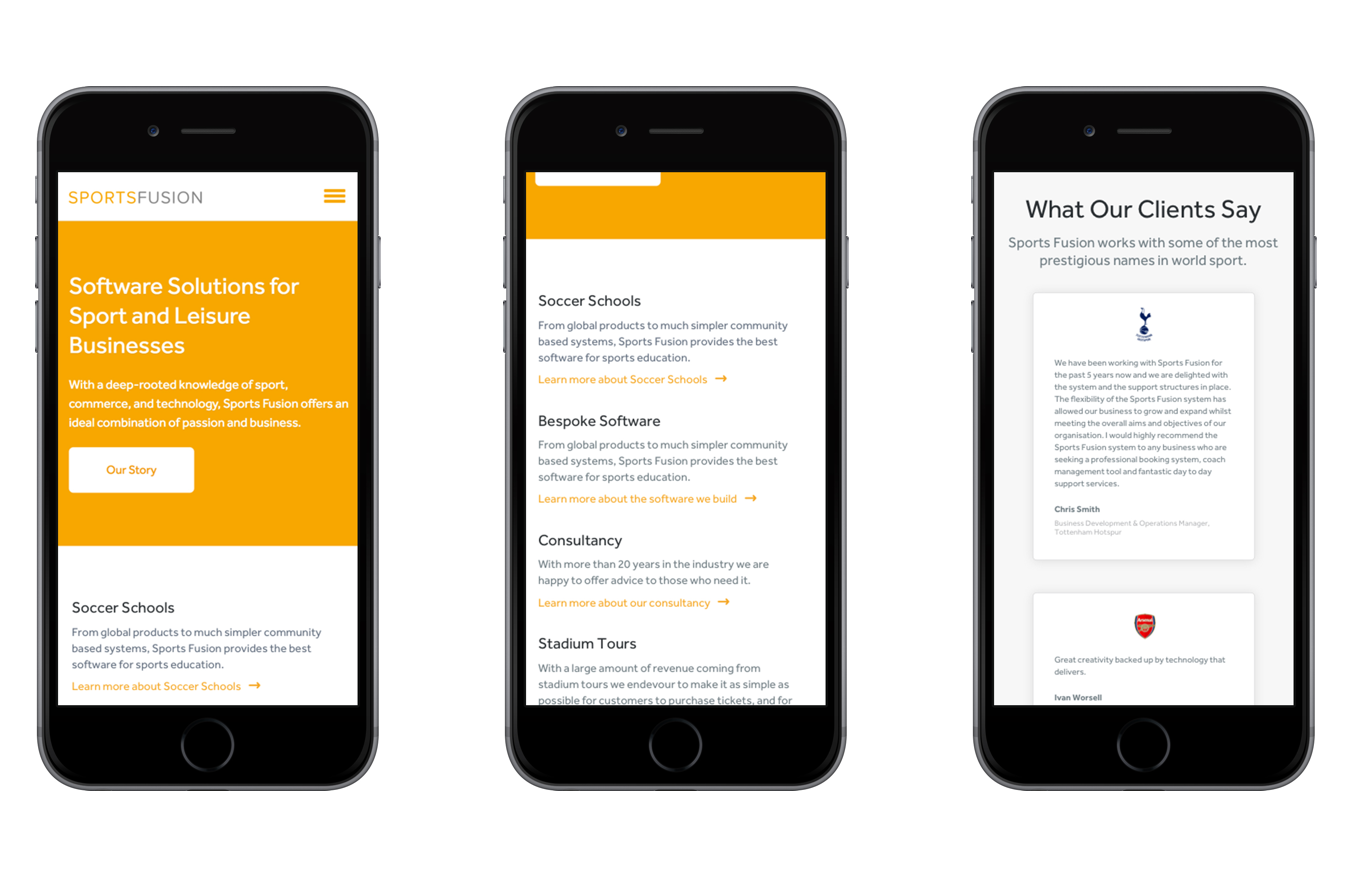 SPORTSFUSION
Software Solutions for
Sport and Leisure
Businesses
With a deep-rooted knowledge of sport,
commerce, and technology, Sports Fusion offers an
ideal combination of passion and business.
Our Story
Soccer Schools
From global products to much simpler community
based systems, Sports Fusion provides the best
software for sports education.
Learn more about Soccer Schools →
Soccer Schools
From global products to much simpler community
based systems, Sports Fusion provides the best
software for sports education.
Learn more about Soccer Schools →
Bespoke Software
From global products to much simpler community
based systems, Sports Fusion provides the best
software for sports education.
Learn more about the software we build →
Consultancy
With more than 20 years in the industry we are
happy to offer advice to those who need it.
Learn more about our consultancy →
Stadium Tours
With a large amount of revenue coming from
stadium tours we endevour to make it as simple as
possible for customers to purchase tickets, and for
What Our Clients Say
Sports Fusion works with some of the most
prestigious names in world sport.
We have been working with Sports Fusion for
the past 5 years now and we are delighted with
the system and the support structures in place.
The flexibility of the Sports Fusion system has
allowed our business to grow and expand whilst
meeting the overall aims and objectives of our
organisation. I would highly recommend the
Sports Fusion system to any business who are
seeking a professional booking system, coach
management tool and fantastic day to day
support services.
Chris Smith
Business Development & Operations Manager,
Tottenham Hotspur
Arsenal
Great creativity backed up by technology that
delivers.
Ivan Worsell